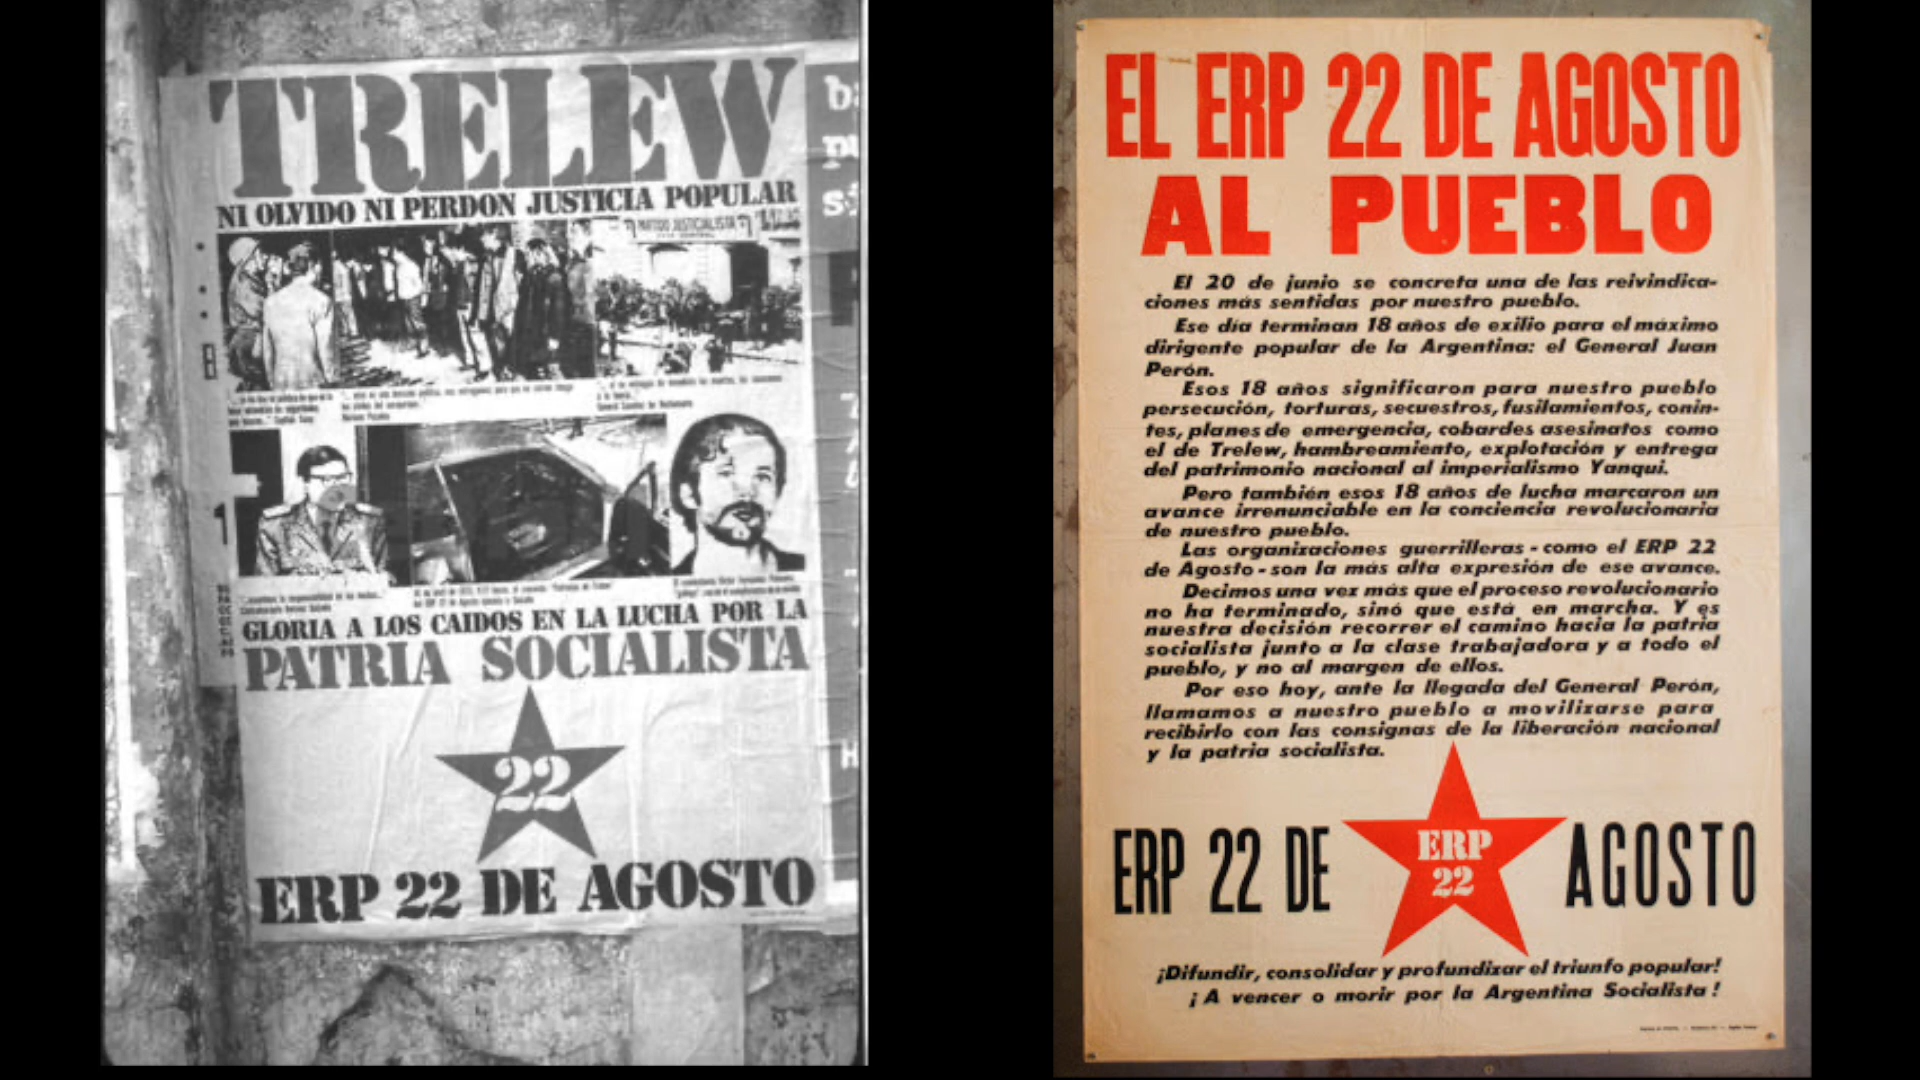 TRELEW
NI OLVIDO NI PERDON JUSTICIA POPULAR
PARTIDO JUSTICIALISTA
GLORIA A LOS CAIDOS EN LA LUCHA POR LA
PATRIA SOCIALISTA
22
ERP 22 DE AGOSTO
EL ERP 22 DE AGOSTO
AL PUEBLO
El 20 de junio se concreta una de las reivindica-
ciones más sentidas por nuestro pueblo.
Ese día terminan 18 años de exilio para el máximo
dirigente popular de la Argentina: el General Juan
Perón.
Esos 18 años significaron para nuestro pueblo
persecución, torturas, secuestros, fusilamientos, conin-
tes, planes de emergencia, cobardes asesinatos como
el de Trelew, hambreamiento, explotación y entrega
del patrimonio nacional al imperialismo Yanqui.
Pero también esos 18 años de lucha marcaron un
avance irrenunciable en la conciencia revolucionaria
de nuestro pueblo.
Las organizaciones guerrilleras - como el ERP 22
de Agosto - son la más alta expresión de ese avance.
Decimos una vez más que el proceso revolucionario
no ha terminado, sinó que está en marcha. Y es
nuestra decisión recorrer el camino hacia la patria
socialista junto a la clase trabajadora y a todo el
pueblo, y no al margen de ellos.
Por eso hoy, ante la llegada del General Perón,
llamamos a nuestro pueblo a movilizarse para
recibirlo con las consignas de la liberación nacional
y la patria socialista.
ERP 22 DE AGOSTO
ERP
22
¡Difundir, consolidar y profundizar el triunfo popular!
¡A vencer o morir por la Argentina Socialista!